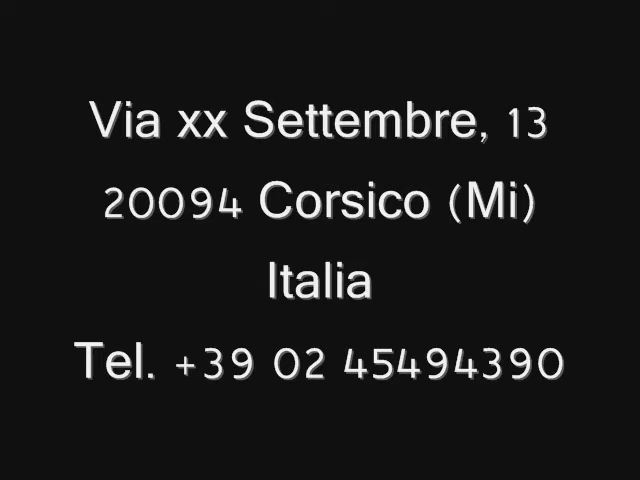 Via xx Settembre, 13
20094 Corsico (Mi)
Italia
Tel. +39 02 45494390